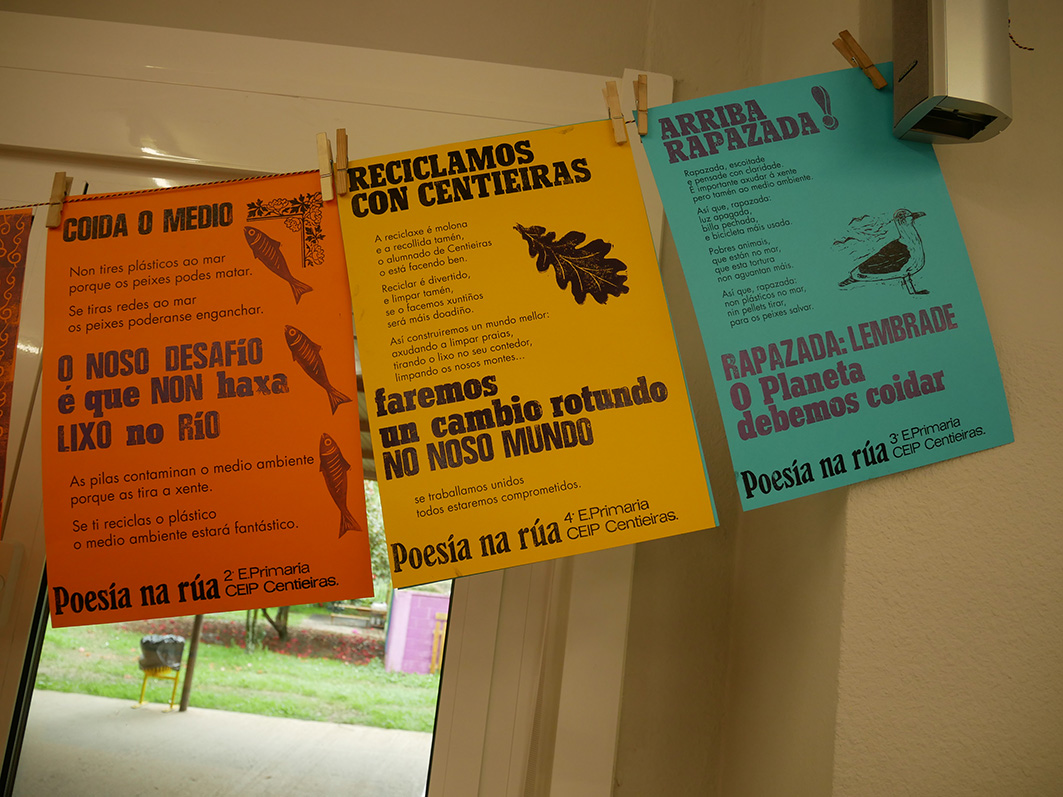 COIDA O MEDIO
Non tires plásticos ao mar
porque os peixes podes matar.
Se tiras redes ao mar
os peixes poderanse enganchar.
O NOSO DESAFÍO
é que NON haxa
LIXO no RÍO
As pilas contaminan o medio ambiente
porque as tira a xente.
Se ti reciclas o plástico
o medio ambiente estará fantástico.
Poesía na rúa
2º E.Primaria
CEIP Centieiras.
RECICLAMOS
CON CENTIEIRAS
A reciclaxe é molona
e a recollida tamén,
o alumnado de Centieiras
o está facendo ben.
Reciclar é divertido,
e limpar tamén,
se o facemos xuntiños
será máis doadiño.
Así construiremos un mundo mellor:
axudando a limpar praias,
tirando o lixo no seu contedor,
limpando os nosos montes...
faremos
un cambio rotundo
NO NOSO MUNDO
se traballamos unidos
todos estaremos comprometidos.
Poesía na rúa
4º E.Primaria
CEIP Centieiras.
ARRIBA
RAPAZADA!
Rapazada, escoitade
e pensade con claridade.
É importante axudar á xente
pero tamén ao medio ambiente.
Así que, rapazada:
luz apagada,
billa pechada,
e bicicleta máis usada.
Pobres animais,
que están no mar,
que esta tortura
non aguantan máis.
Así que, rapazada:
non plásticos no mar,
nin pellets tirar,
para os peixes salvar.
RAPAZADA: LEMBRADE
O Planeta
debemos coidar
Poesía na rúa
3º E.Primaria
CEIP Centieiras.